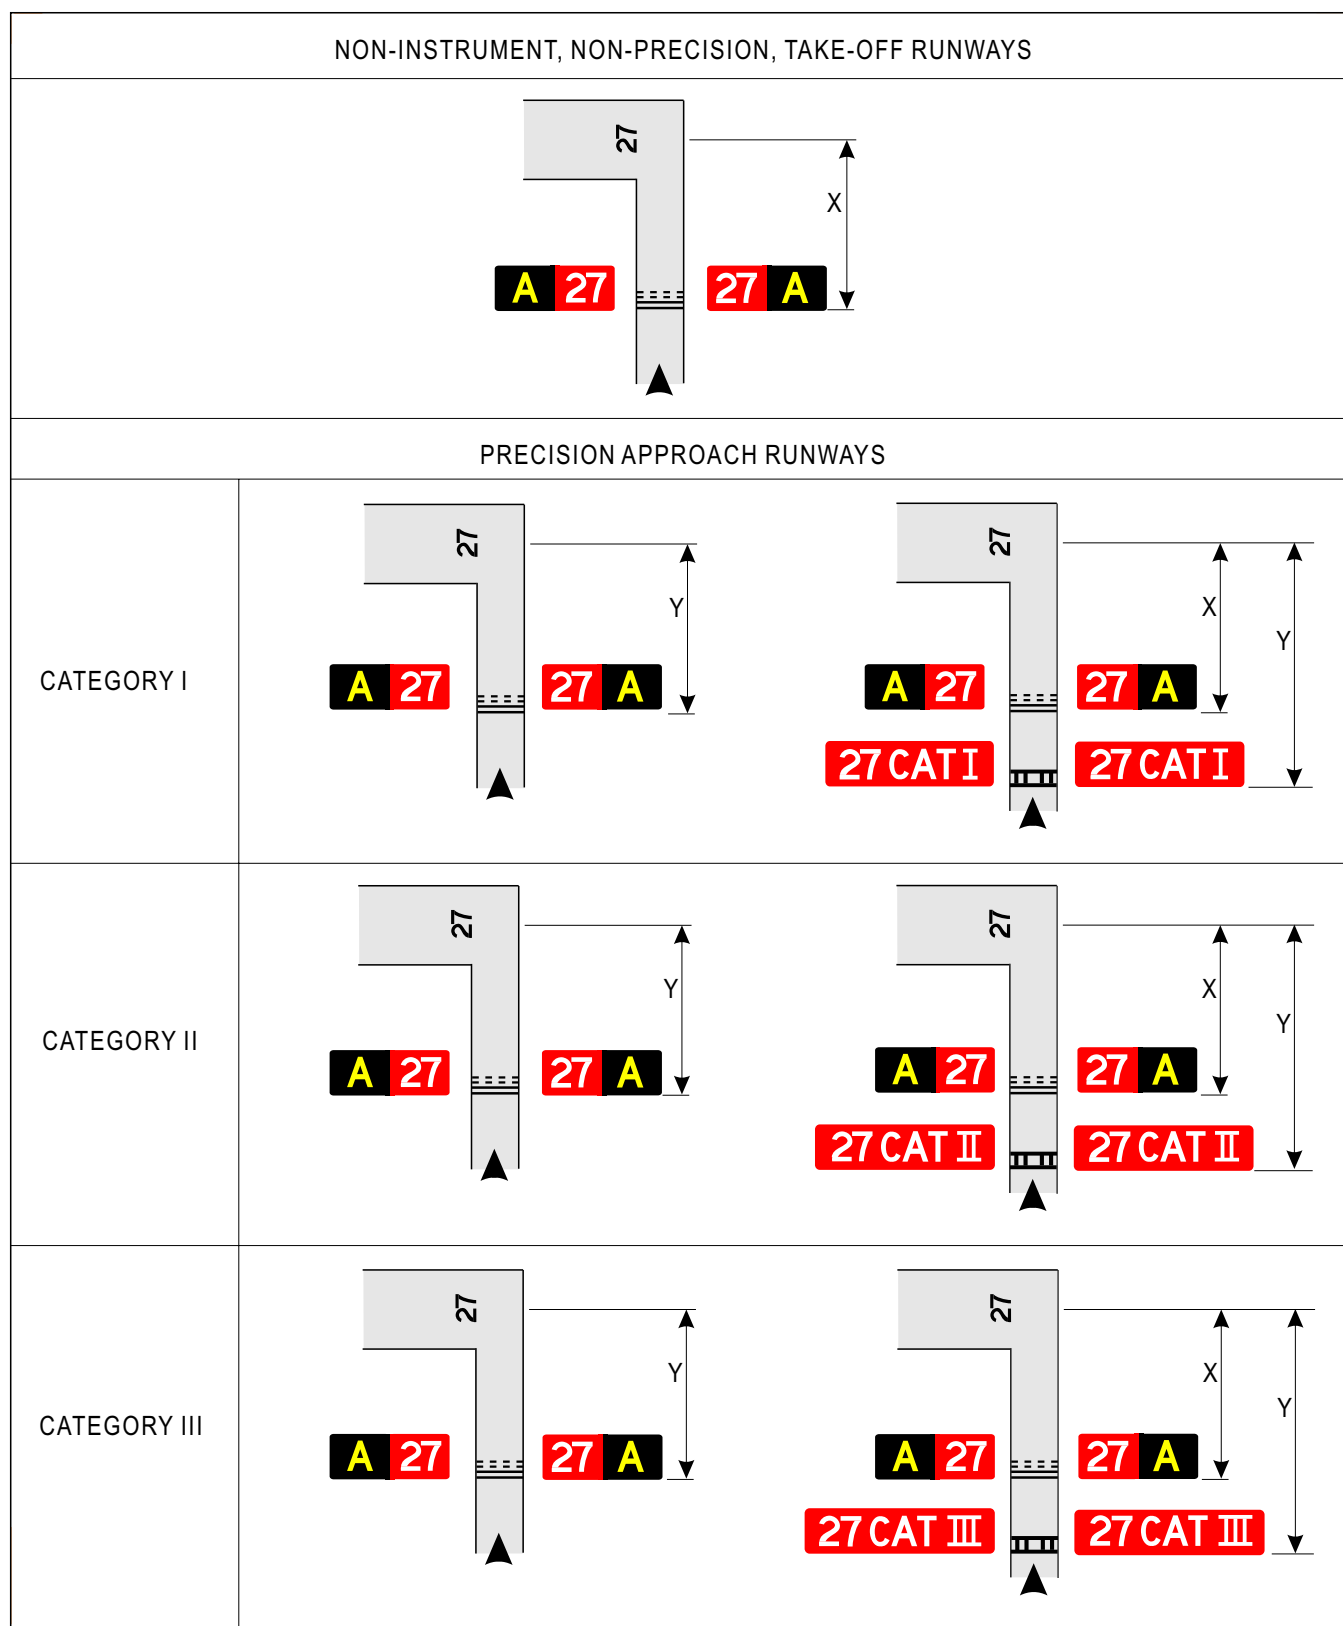 NON-INSTRUMENT, NON-PRECISION, TAKE-OFF RUNWAYS
27
X
A 27
27 A
PRECISION APPROACH RUNWAYS
CATEGORY I
27
Y
A 27
27 A
27
X
Y
A 27
27 A
27 CAT I
27 CAT I
CATEGORY II
27
Y
A 27
27 A
27
X
Y
A 27
27 A
27 CAT II
27 CAT II
CATEGORY III
27
Y
A 27
27 A
27
X
Y
A 27
27 A
27 CAT III
27 CAT III